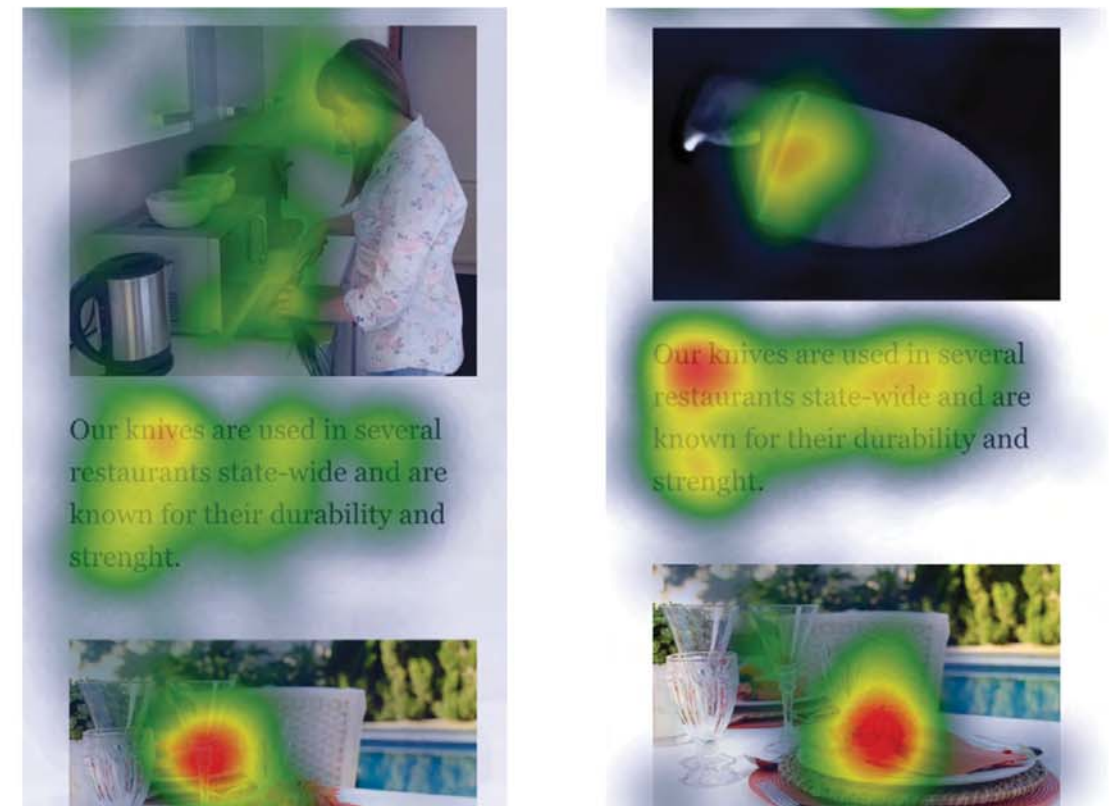 Our knives are used in several
restaurants state-wide and are
known for their durability and
strenght.
Our knives are used in several
restaurants state-wide and are
known for their durability and
strenght.